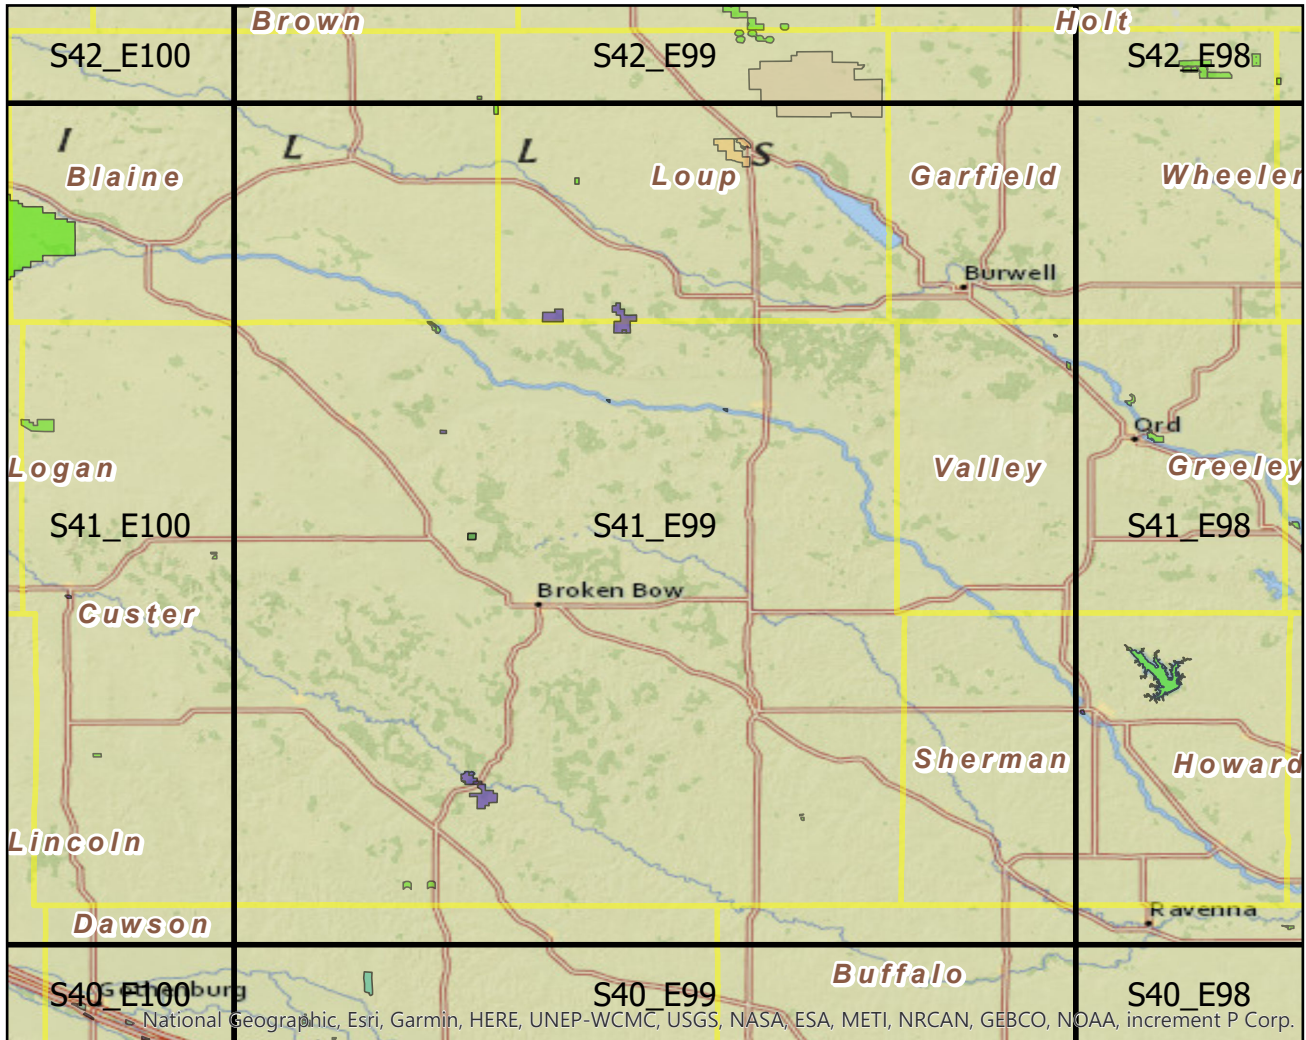 Brown
Holt
S42_E100
S42_E99
S42_E98
I
L
L
S
Blaine
Loup
Garfield
Wheeler
Burwell
Ord
Logan
Valley
Greeley
S41_E100
S41_E99
S41_E98
Broken Bow
Custer
Sherman
Howard
Lincoln
Dawson
Ravenna
Buffalo
Gothenburg
S40_E100
S40_E99
S40_E98
National Geographic, Esri, Garmin, HERE, UNEP-WCMC, USGS, NASA, ESA, METI, NRCAN, GEBCO, NOAA, increment P Corp.